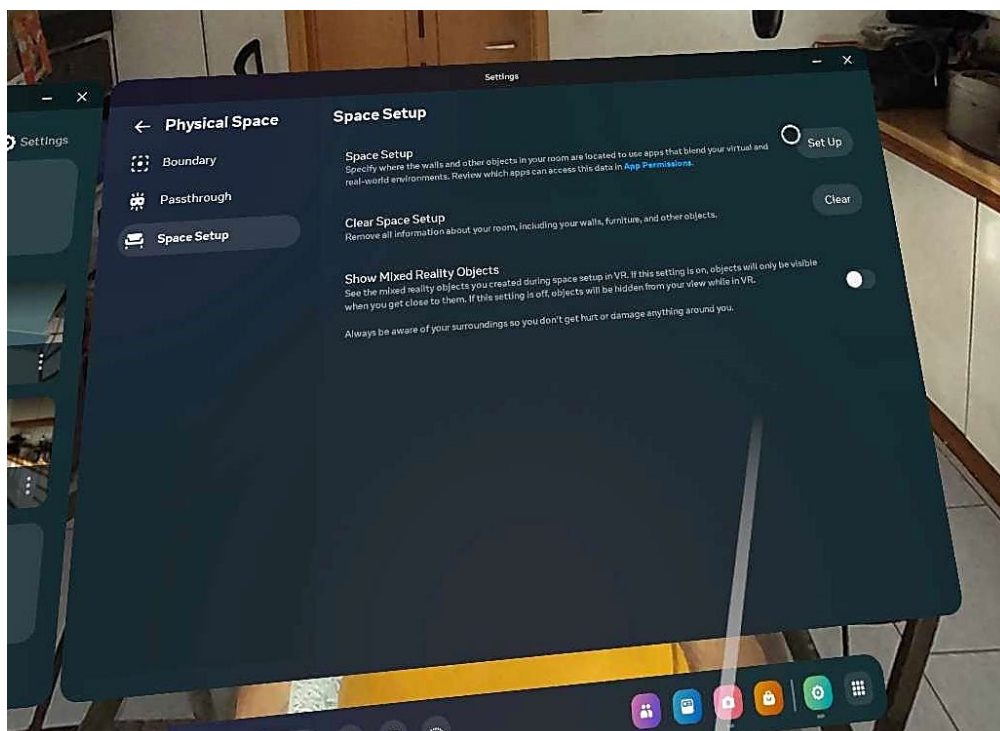 Settings
Settings
Physical Space
Boundary
Passthrough
Space Setup
Space Setup
Space Setup
Specify where the walls and other objects in your room are located to use apps that blend your virtual and
real-world environments. Review which apps can access this data in App Permissions.
Set Up
Clear Space Setup
Remove all information about your room, including your walls, furniture, and other objects.
Clear
Show Mixed Reality Objects
See the mixed reality objects you created during space setup in VR. If this setting is on, objects will only be visible
when you get close to them. If this setting is off, objects will be hidden from your view while in VR.
Always be aware of your surroundings so you don't get hurt or damage anything around you.